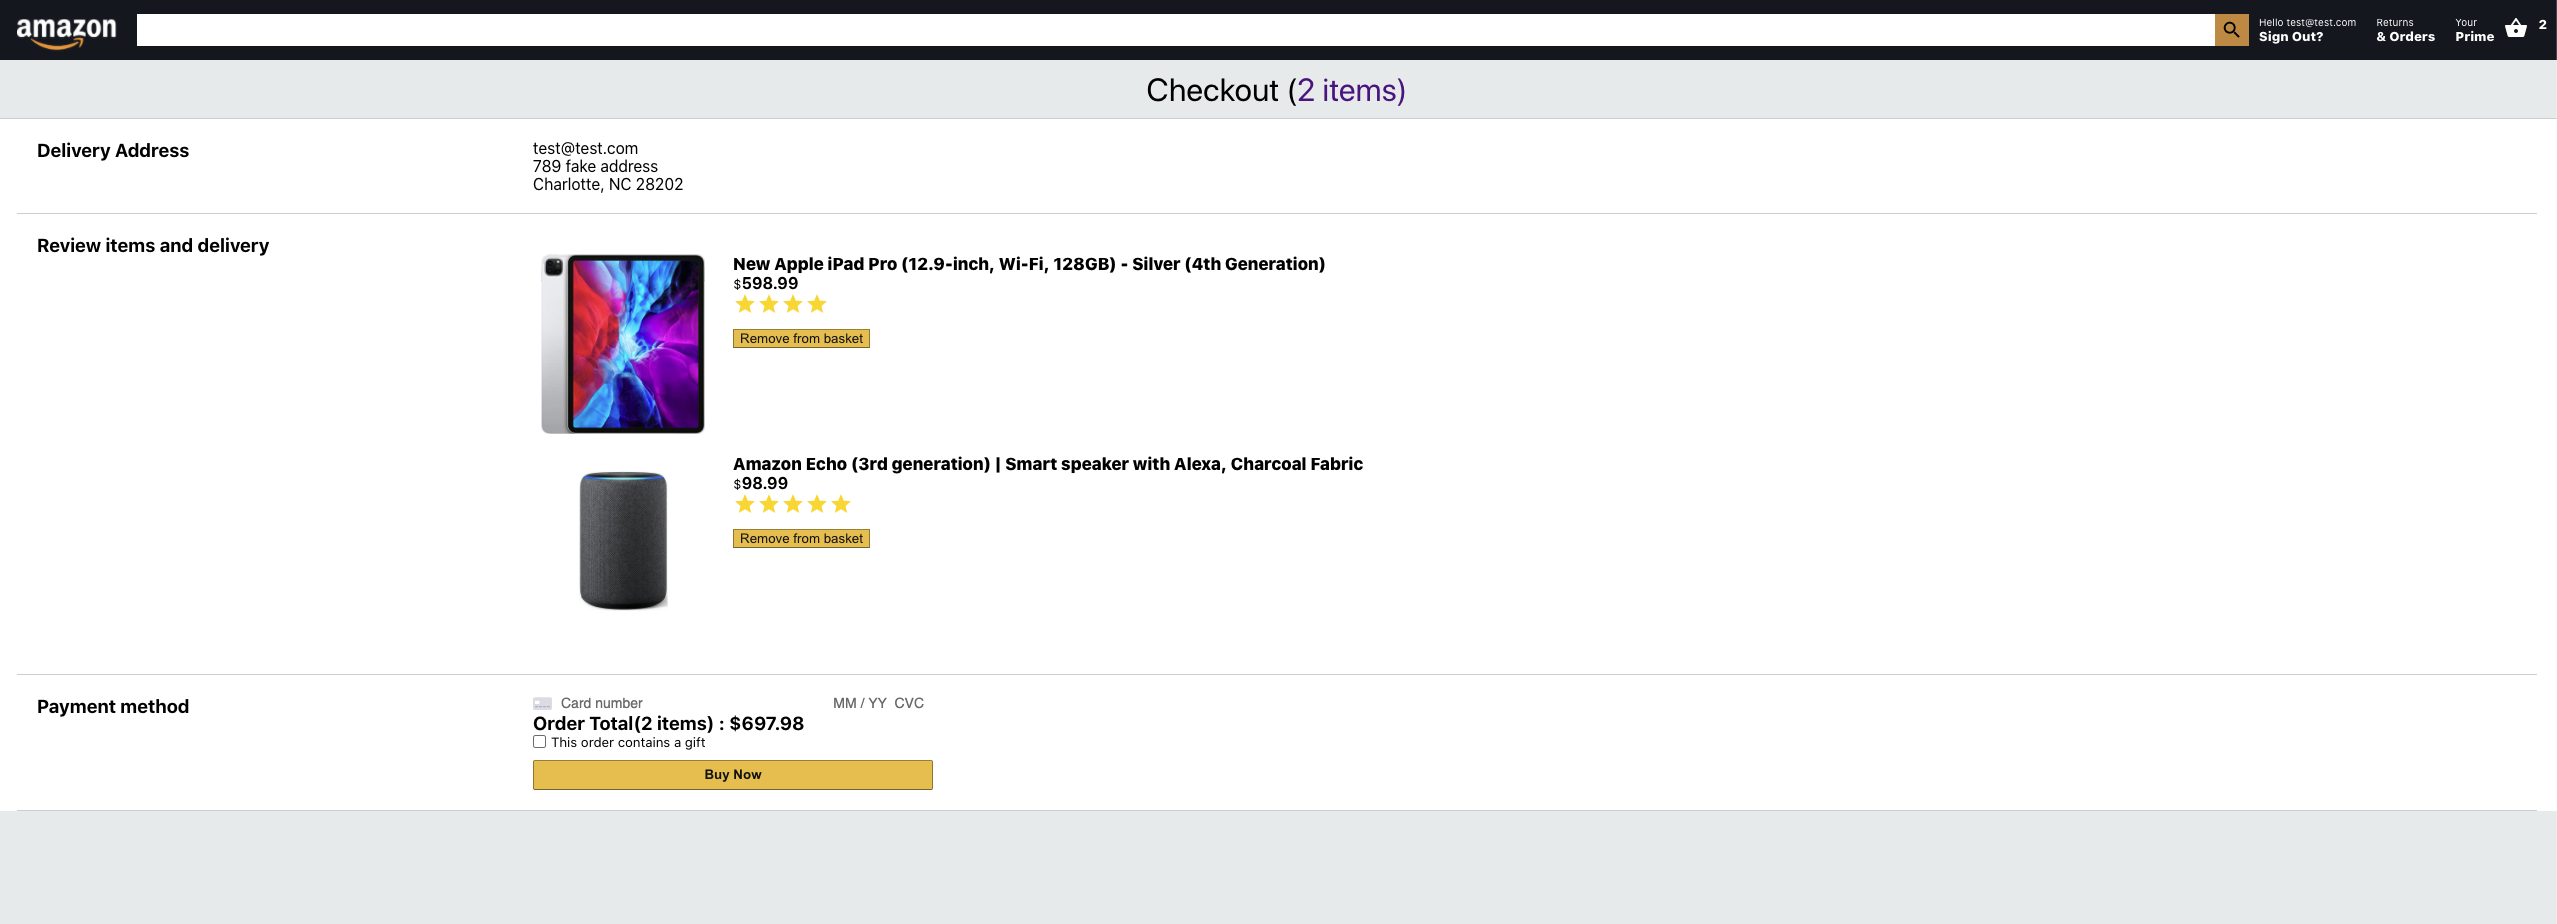 amazon
Hello test@test.com
Sign Out?
Returns
& Orders
Your
Prime
2
Checkout (2 items)
Delivery Address
test@test.com
789 fake address
Charlotte, NC 28202
Review items and delivery
New Apple iPad Pro (12.9-inch, Wi-Fi, 128GB) - Silver (4th Generation)
$598.99
Remove from basket
Amazon Echo (3rd generation) | Smart speaker with Alexa, Charcoal Fabric
$98.99
Remove from basket
Payment method
Card number MM / YY CVC
Order Total(2 items) : $697.98
This order contains a gift
Buy Now